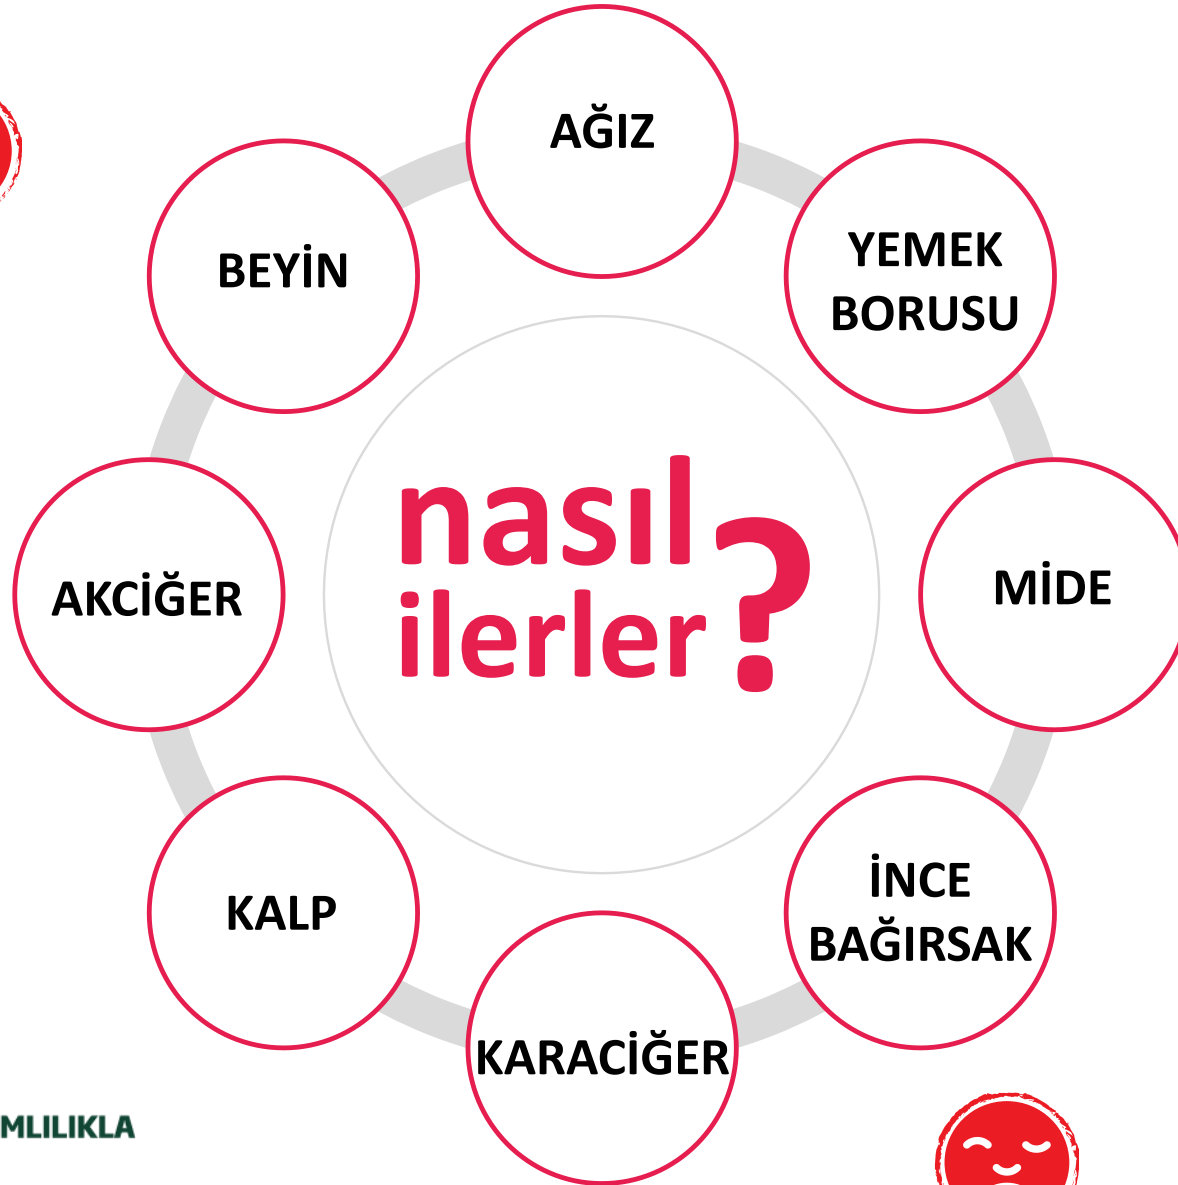 AĞIZ
YEMEK
BORUSU
MİDE
İNCE
BAĞIRSAK
KARACİĞER
KALP
AKCİĞER
BEYİN
nasıl
ilerler?
MLILIKLA